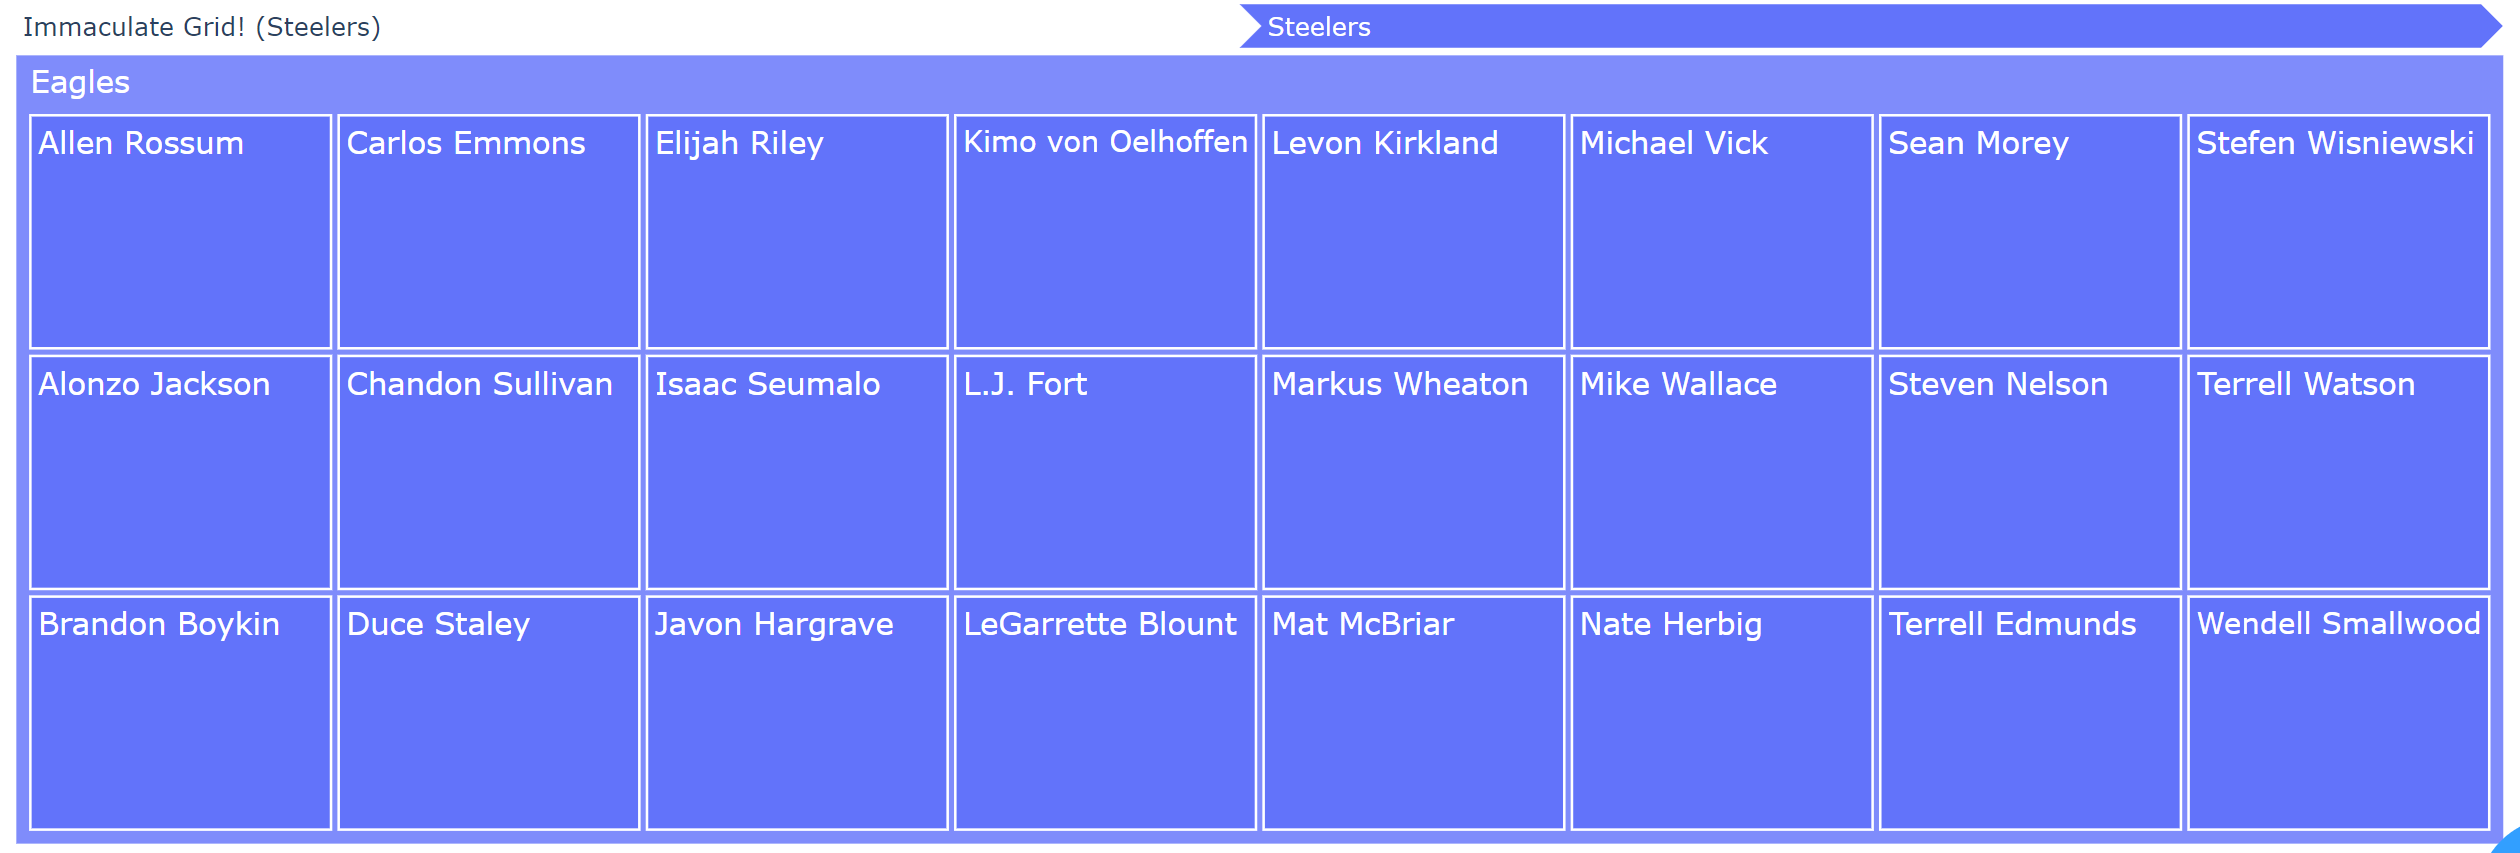 Immaculate Grid! (Steelers)
Steelers
Eagles
Allen Rossum
Carlos Emmons
Elijah Riley
Kimo von Oelhoffen
Levon Kirkland
Michael Vick
Sean Morey
Stefen Wisniewski
Alonzo Jackson
Chandon Sullivan
Isaac Seumalo
L.J. Fort
Markus Wheaton
Mike Wallace
Steven Nelson
Terrell Watson
Brandon Boykin
Duce Staley
Javon Hargrave
LeGarrette Blount
Mat McBriar
Nate Herbig
Terrell Edmunds
Wendell Smallwood